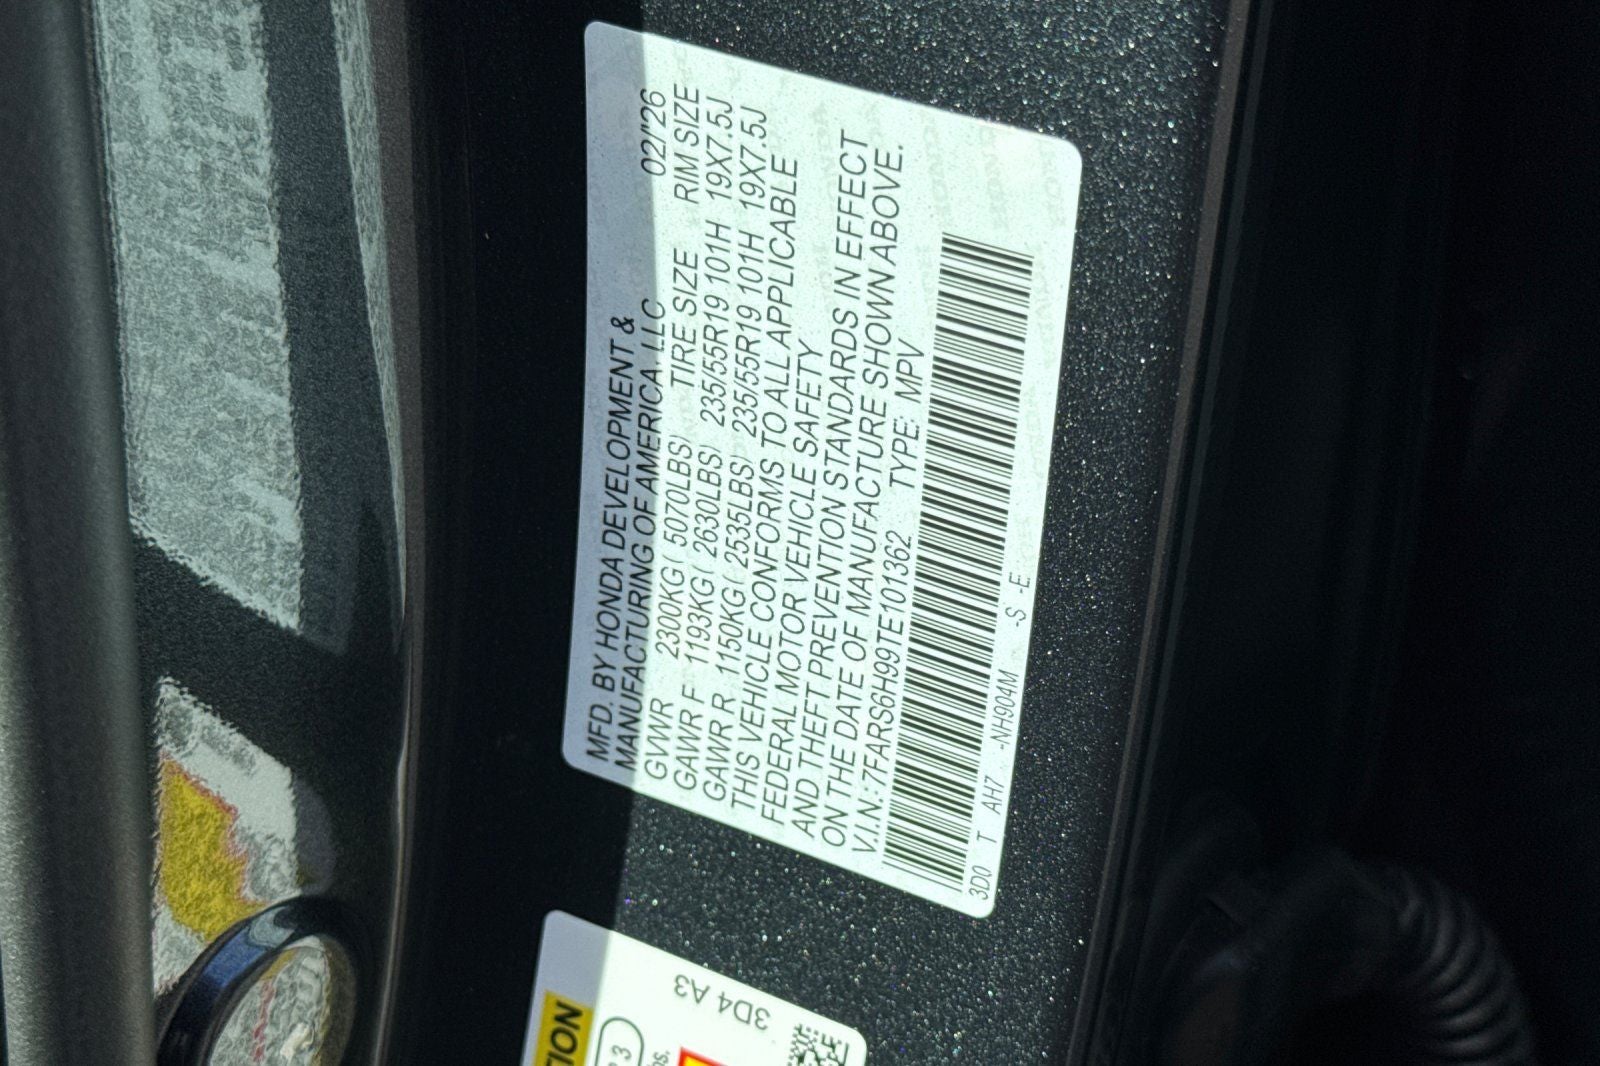 MFD. BY HONDA DEVELOPMENT &
MANUFACTURING OF AMERICA, LLC 02/'26
GVWR 2300KG( 5070LBS) TIRE SIZE RIM SIZE
GAWR F 1193KG( 2630LBS) 235/55R19 101H 19X7.5J
GAWR R 1150KG( 2535LBS) 235/55R19 101H 19X7.5J
THIS VEHICLE CONFORMS TO ALL APPLICABLE
FEDERAL MOTOR VEHICLE SAFETY
AND THEFT PREVENTION STANDARDS IN EFFECT
ON THE DATE OF MANUFACTURE SHOWN ABOVE.
V.I.N.:7FARS6H997E101362 TYPE: MPV
3D0 T AH7 -NH904M -S -E
3D4 A3